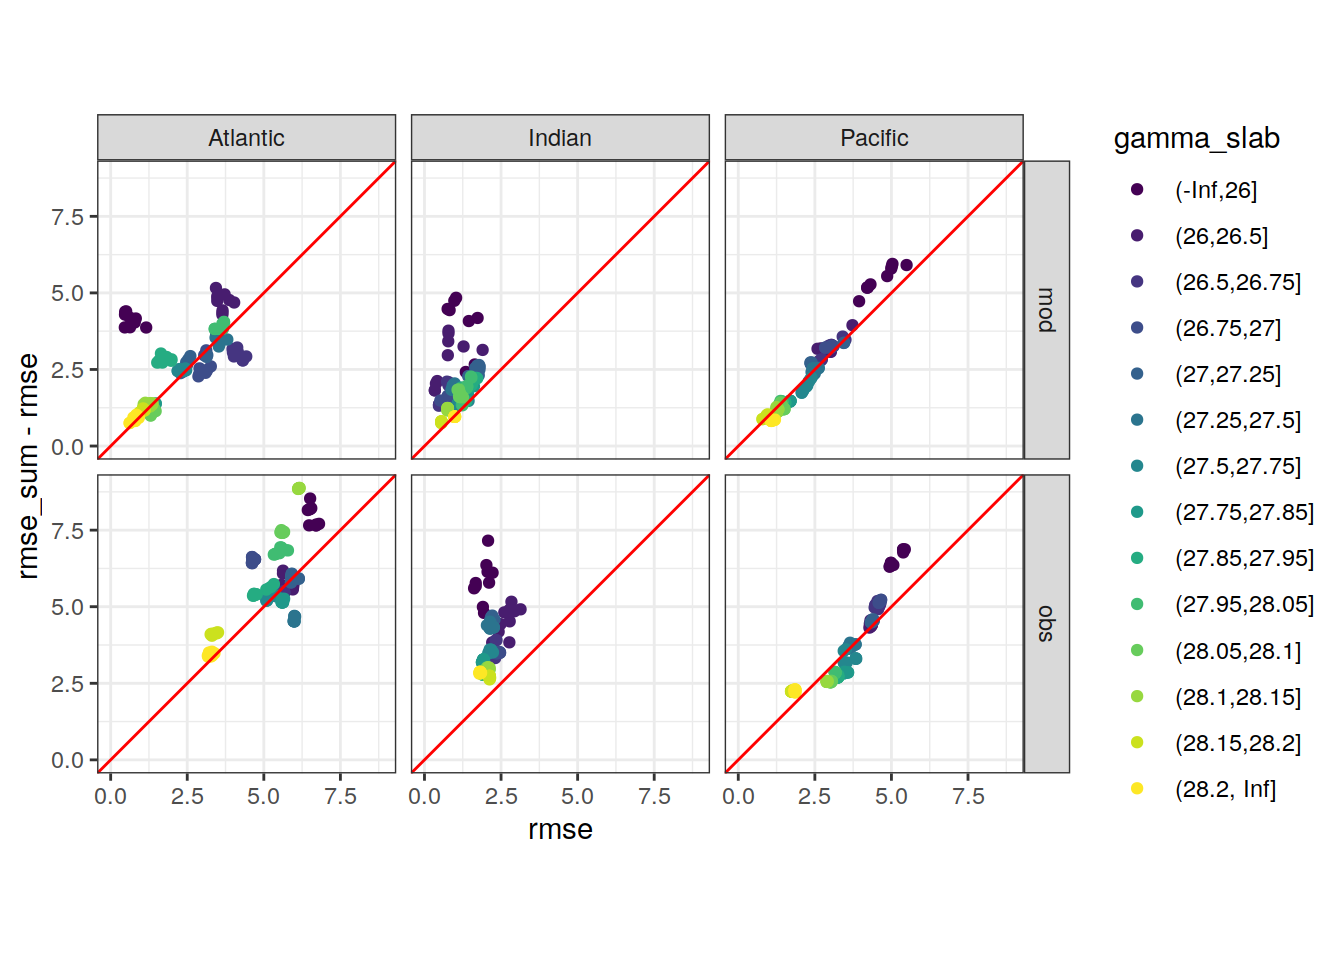 Atlantic
Indian
Pacific
gamma_slab
(-Inf,26]
(26,26.5]
(26.5,26.75]
(26.75,27]
(27,27.25]
(27.25,27.5]
(27.5,27.75]
(27.75,27.85]
(27.85,27.95]
(27.95,28.05]
(28.05,28.1]
(28.1,28.15]
(28.15,28.2]
(28.2, Inf]
mod
obs
rmse_sum - rmse
7.5
5.0
2.5
0.0
7.5
5.0
2.5
0.0
0.0 2.5 5.0 7.5
0.0 2.5 5.0 7.5
0.0 2.5 5.0 7.5
rmse